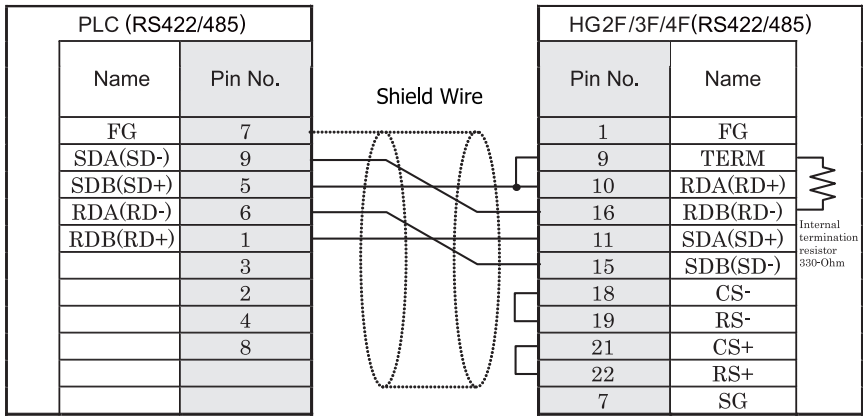 PLC (RS422/485)
HG2F/3F/4F(RS422/485)
Name Pin No.
Shield Wire
Pin No. Name
FG 7
1 FG
SDA(SD-) 9
9 TERM
SDB(SD+) 5
10 RDA(RD+)
RDA(RD-) 6
16 RDB(RD-)
RDB(RD+) 1
11 SDA(SD+)
3
15 SDB(SD-)
2
18 CS-
4
19 RS-
8
21 CS+
22 RS+
7 SG
Internal
termination
resistor
330-Ohm